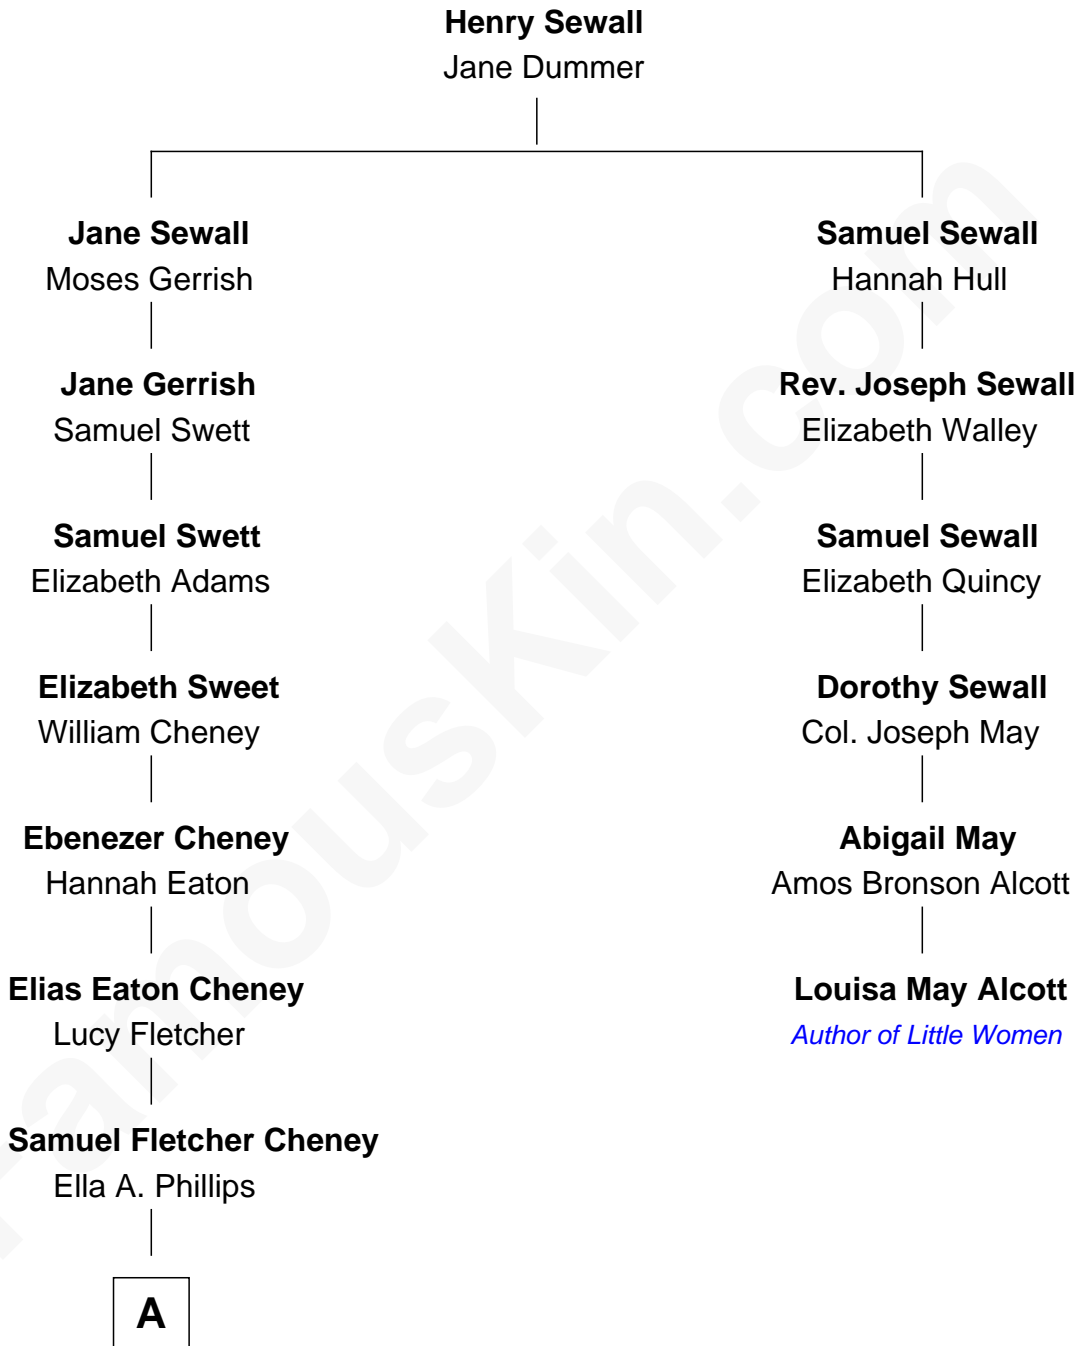 Henry Sewall
Jane Dummer
Jane Sewall
Moses Gerrish
Samuel Sewall
Hannah Hull
Jane Gerrish
Samuel Swett
Rev. Joseph Sewall
Elizabeth Walley
Samuel Swett
Elizabeth Adams
Samuel Sewall
Elizabeth Quincy
Elizabeth Sweet
William Cheney
Dorothy Sewall
Col. Joseph May
Ebenezer Cheney
Hannah Eaton
Abigail May
Amos Bronson Alcott
Elias Eaton Cheney
Lucy Fletcher
Louisa May Alcott
Author of Little Women
Samuel Fletcher Cheney
Ella A. Phillips
A
FamousKin.com